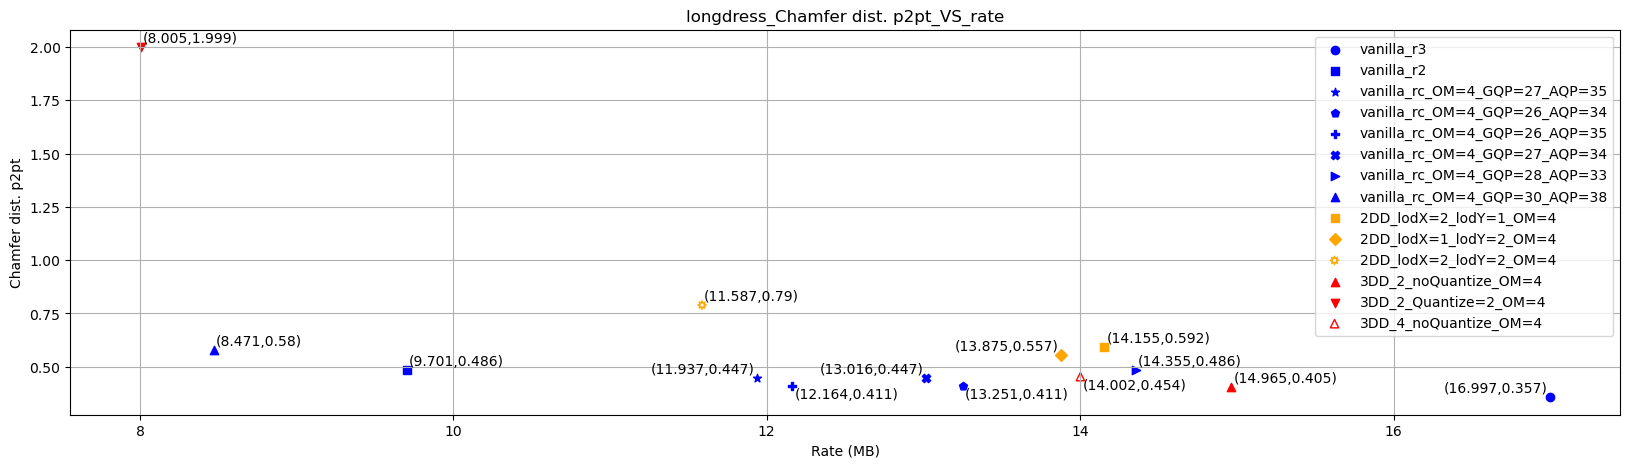 longdress_Chamfer dist. p2pt_VS_rate
Chamfer dist. p2pt
2.00
1.75
1.50
1.25
1.00
0.75
0.50
(8.005,1.999)
(8.471,0.58)
(9.701,0.486)
(11.587,0.79)
(11.937,0.447)
(12.164,0.411)
(13.016,0.447)
(13.251,0.411)
(13.875,0.557)
(14.155,0.592)
(14.355,0.486)
(14.002,0.454)
(14.965,0.405)
(16.997,0.357)
vanilla_r3
vanilla_r2
vanilla_rc_OM=4_GQP=27_AQP=35
vanilla_rc_OM=4_GQP=26_AQP=34
vanilla_rc_OM=4_GQP=26_AQP=35
vanilla_rc_OM=4_GQP=27_AQP=34
vanilla_rc_OM=4_GQP=28_AQP=33
vanilla_rc_OM=4_GQP=30_AQP=38
2DD_lodX=2_lodY=1_OM=4
2DD_lodX=1_lodY=2_OM=4
2DD_lodX=2_lodY=2_OM=4
3DD_2_noQuantize_OM=4
3DD_2_Quantize=2_OM=4
3DD_4_noQuantize_OM=4
8
10
12
14
16
Rate (MB)